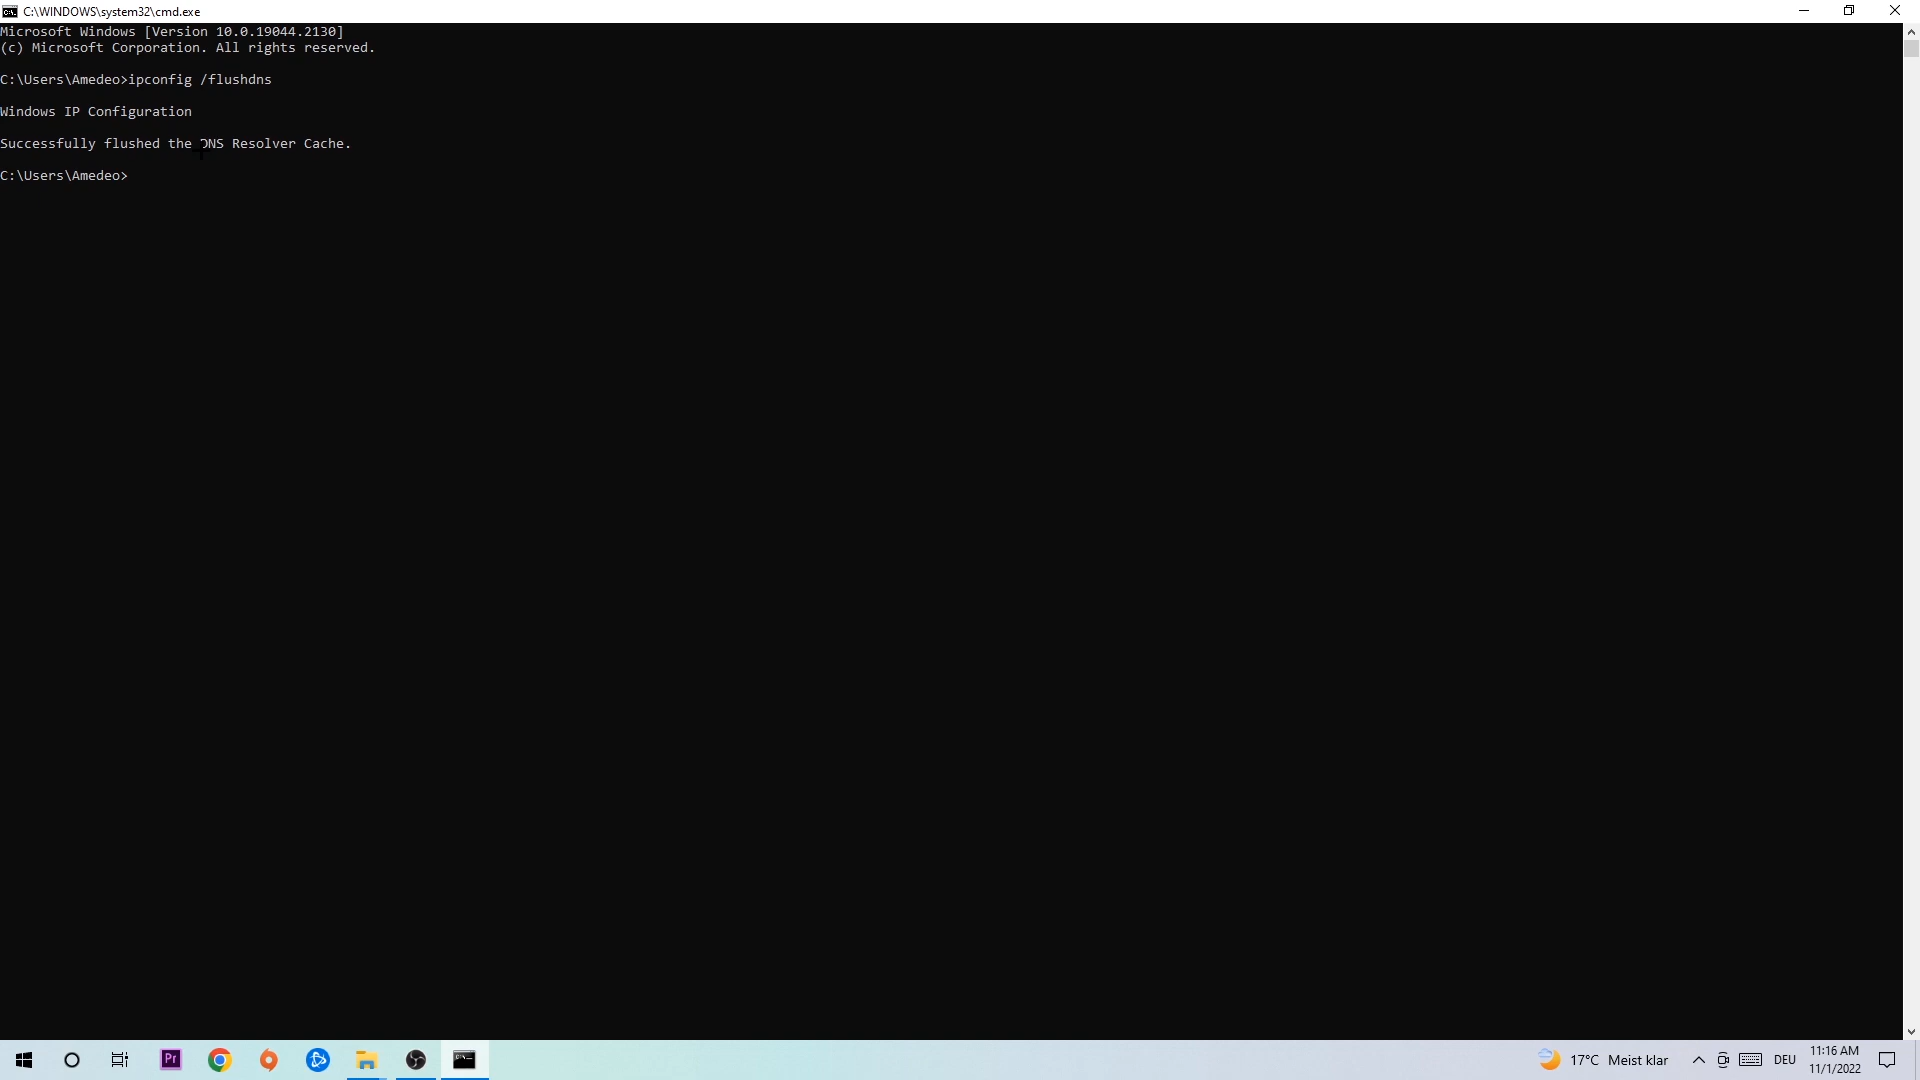 C:\WINDOWS\system32\cmd.exe
Microsoft Windows [Version 10.0.19044.2130]
(c) Microsoft Corporation. All rights reserved.
C:\Users\Amedeo>ipconfig /flushdns
Windows IP Configuration
Successfully flushed the DNS Resolver Cache.
C:\Users\Amedeo>
Pr
17°C Meist klar
DEU
11:16 AM
11/1/2022